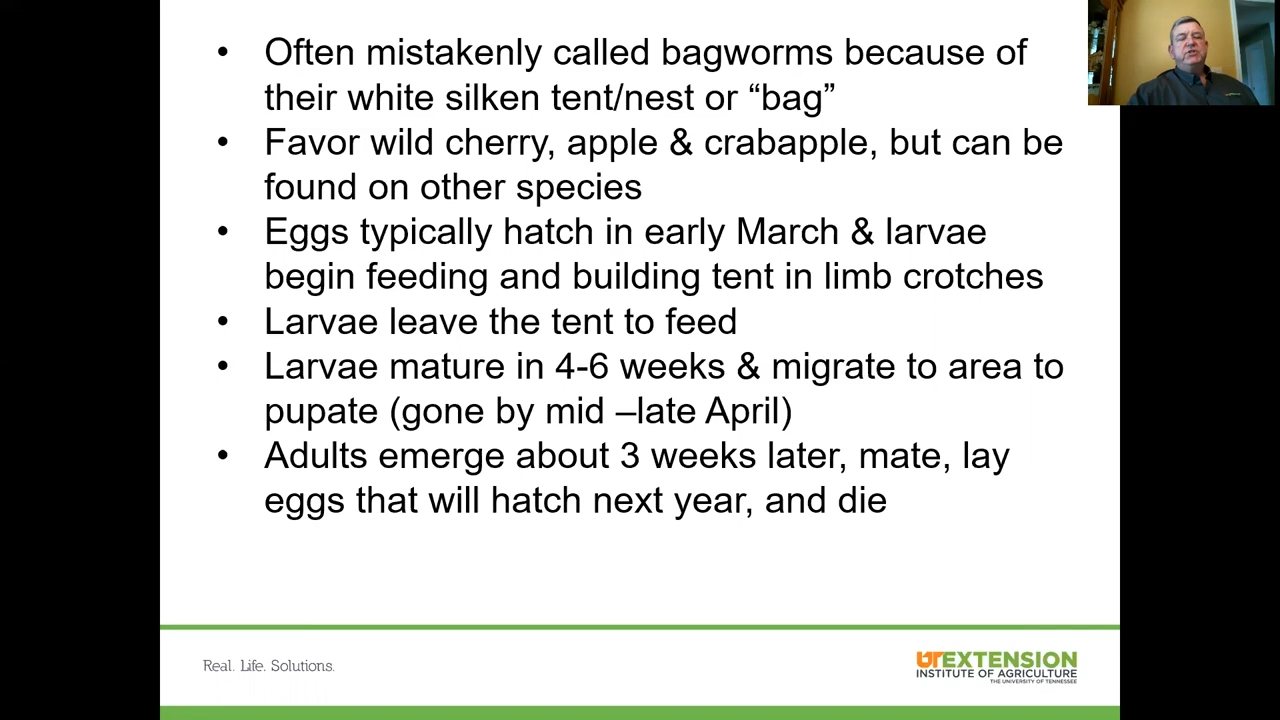 • Often mistakenly called bagworms because of
their white silken tent/nest or “bag”
• Favor wild cherry, apple & crabapple, but can be
found on other species
• Eggs typically hatch in early March & larvae
begin feeding and building tent in limb crotches
• Larvae leave the tent to feed
• Larvae mature in 4-6 weeks & migrate to area to
pupate (gone by mid –late April)
• Adults emerge about 3 weeks later, mate, lay
eggs that will hatch next year, and die
Real. Life. Solutions.
UTEXTENSION
INSTITUTE OF AGRICULTURE
THE UNIVERSITY OF TENNESSEE